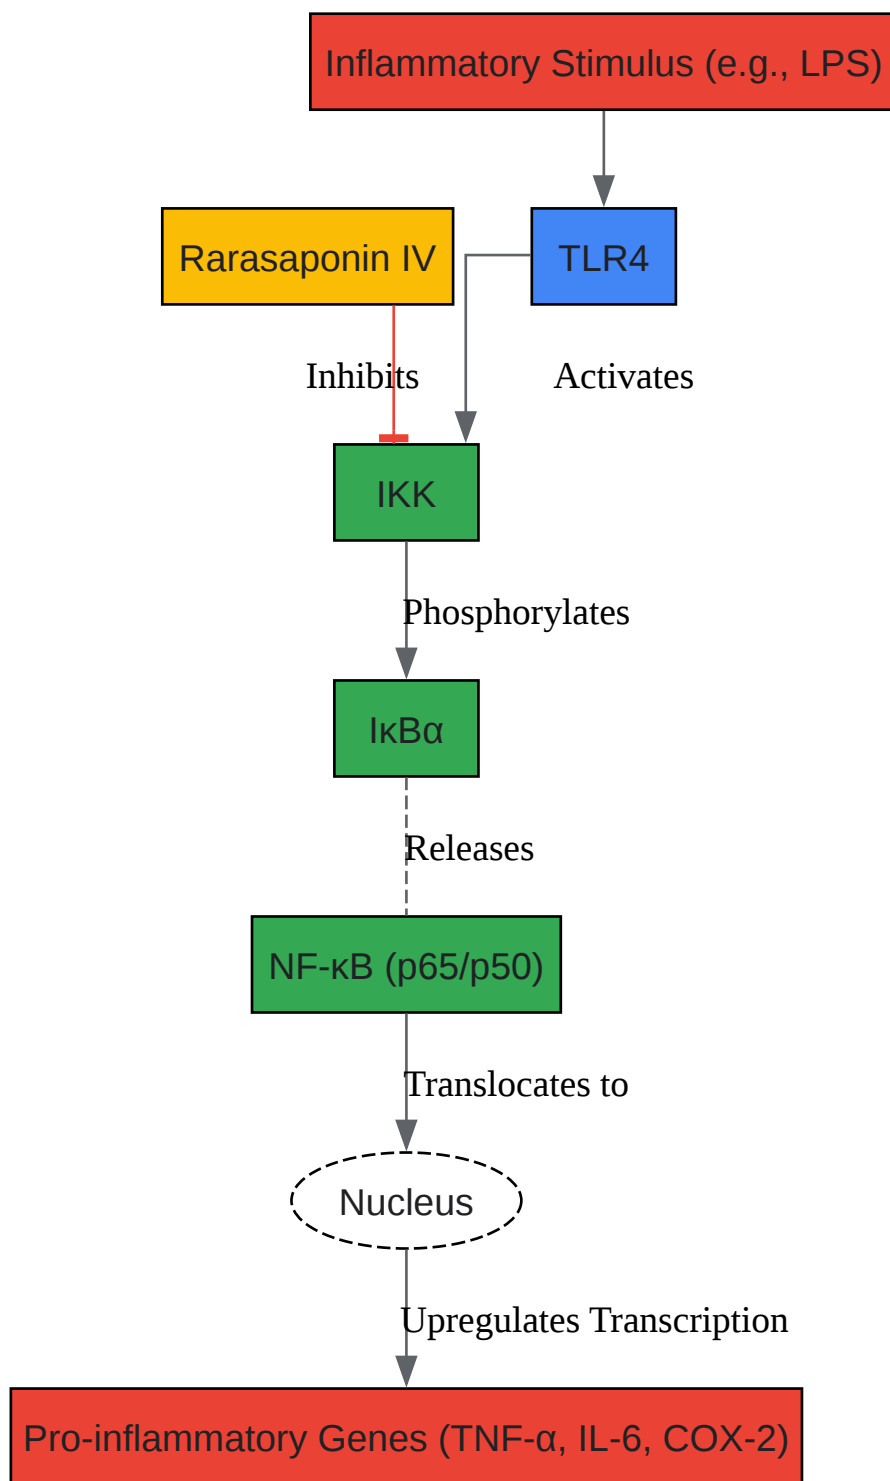 Inflammatory Stimulus (e.g., LPS)
Rarasaponin IV
TLR4
Inhibits
Activates
IKK
Phosphorylates
IκBα
Releases
NF-κB (p65/p50)
Translocates to
Nucleus
Upregulates Transcription
Pro-inflammatory Genes (TNF-α, IL-6, COX-2)